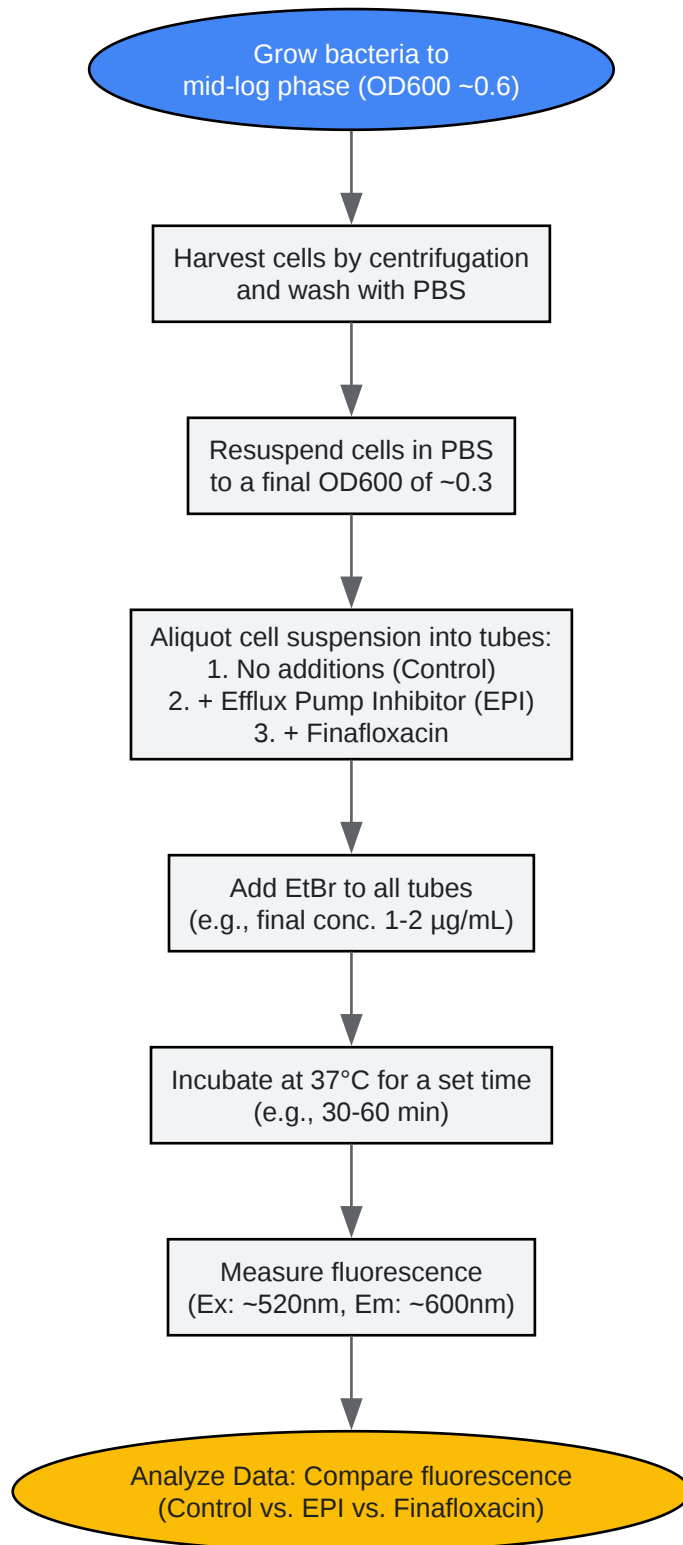 Grow bacteria to
mid-log phase (OD600 ~0.6)
Harvest cells by centrifugation
and wash with PBS
Resuspend cells in PBS
to a final OD600 of ~0.3
Aliquot cell suspension into tubes:
1. No additions (Control)
2. + Efflux Pump Inhibitor (EPI)
3. + Finafloxacin
Add EtBr to all tubes
(e.g., final conc. 1-2 µg/mL)
Incubate at 37°C for a set time
(e.g., 30-60 min)
Measure fluorescence
(Ex: ~520nm, Em: ~600nm)
Analyze Data: Compare fluorescence
(Control vs. EPI vs. Finafloxacin)